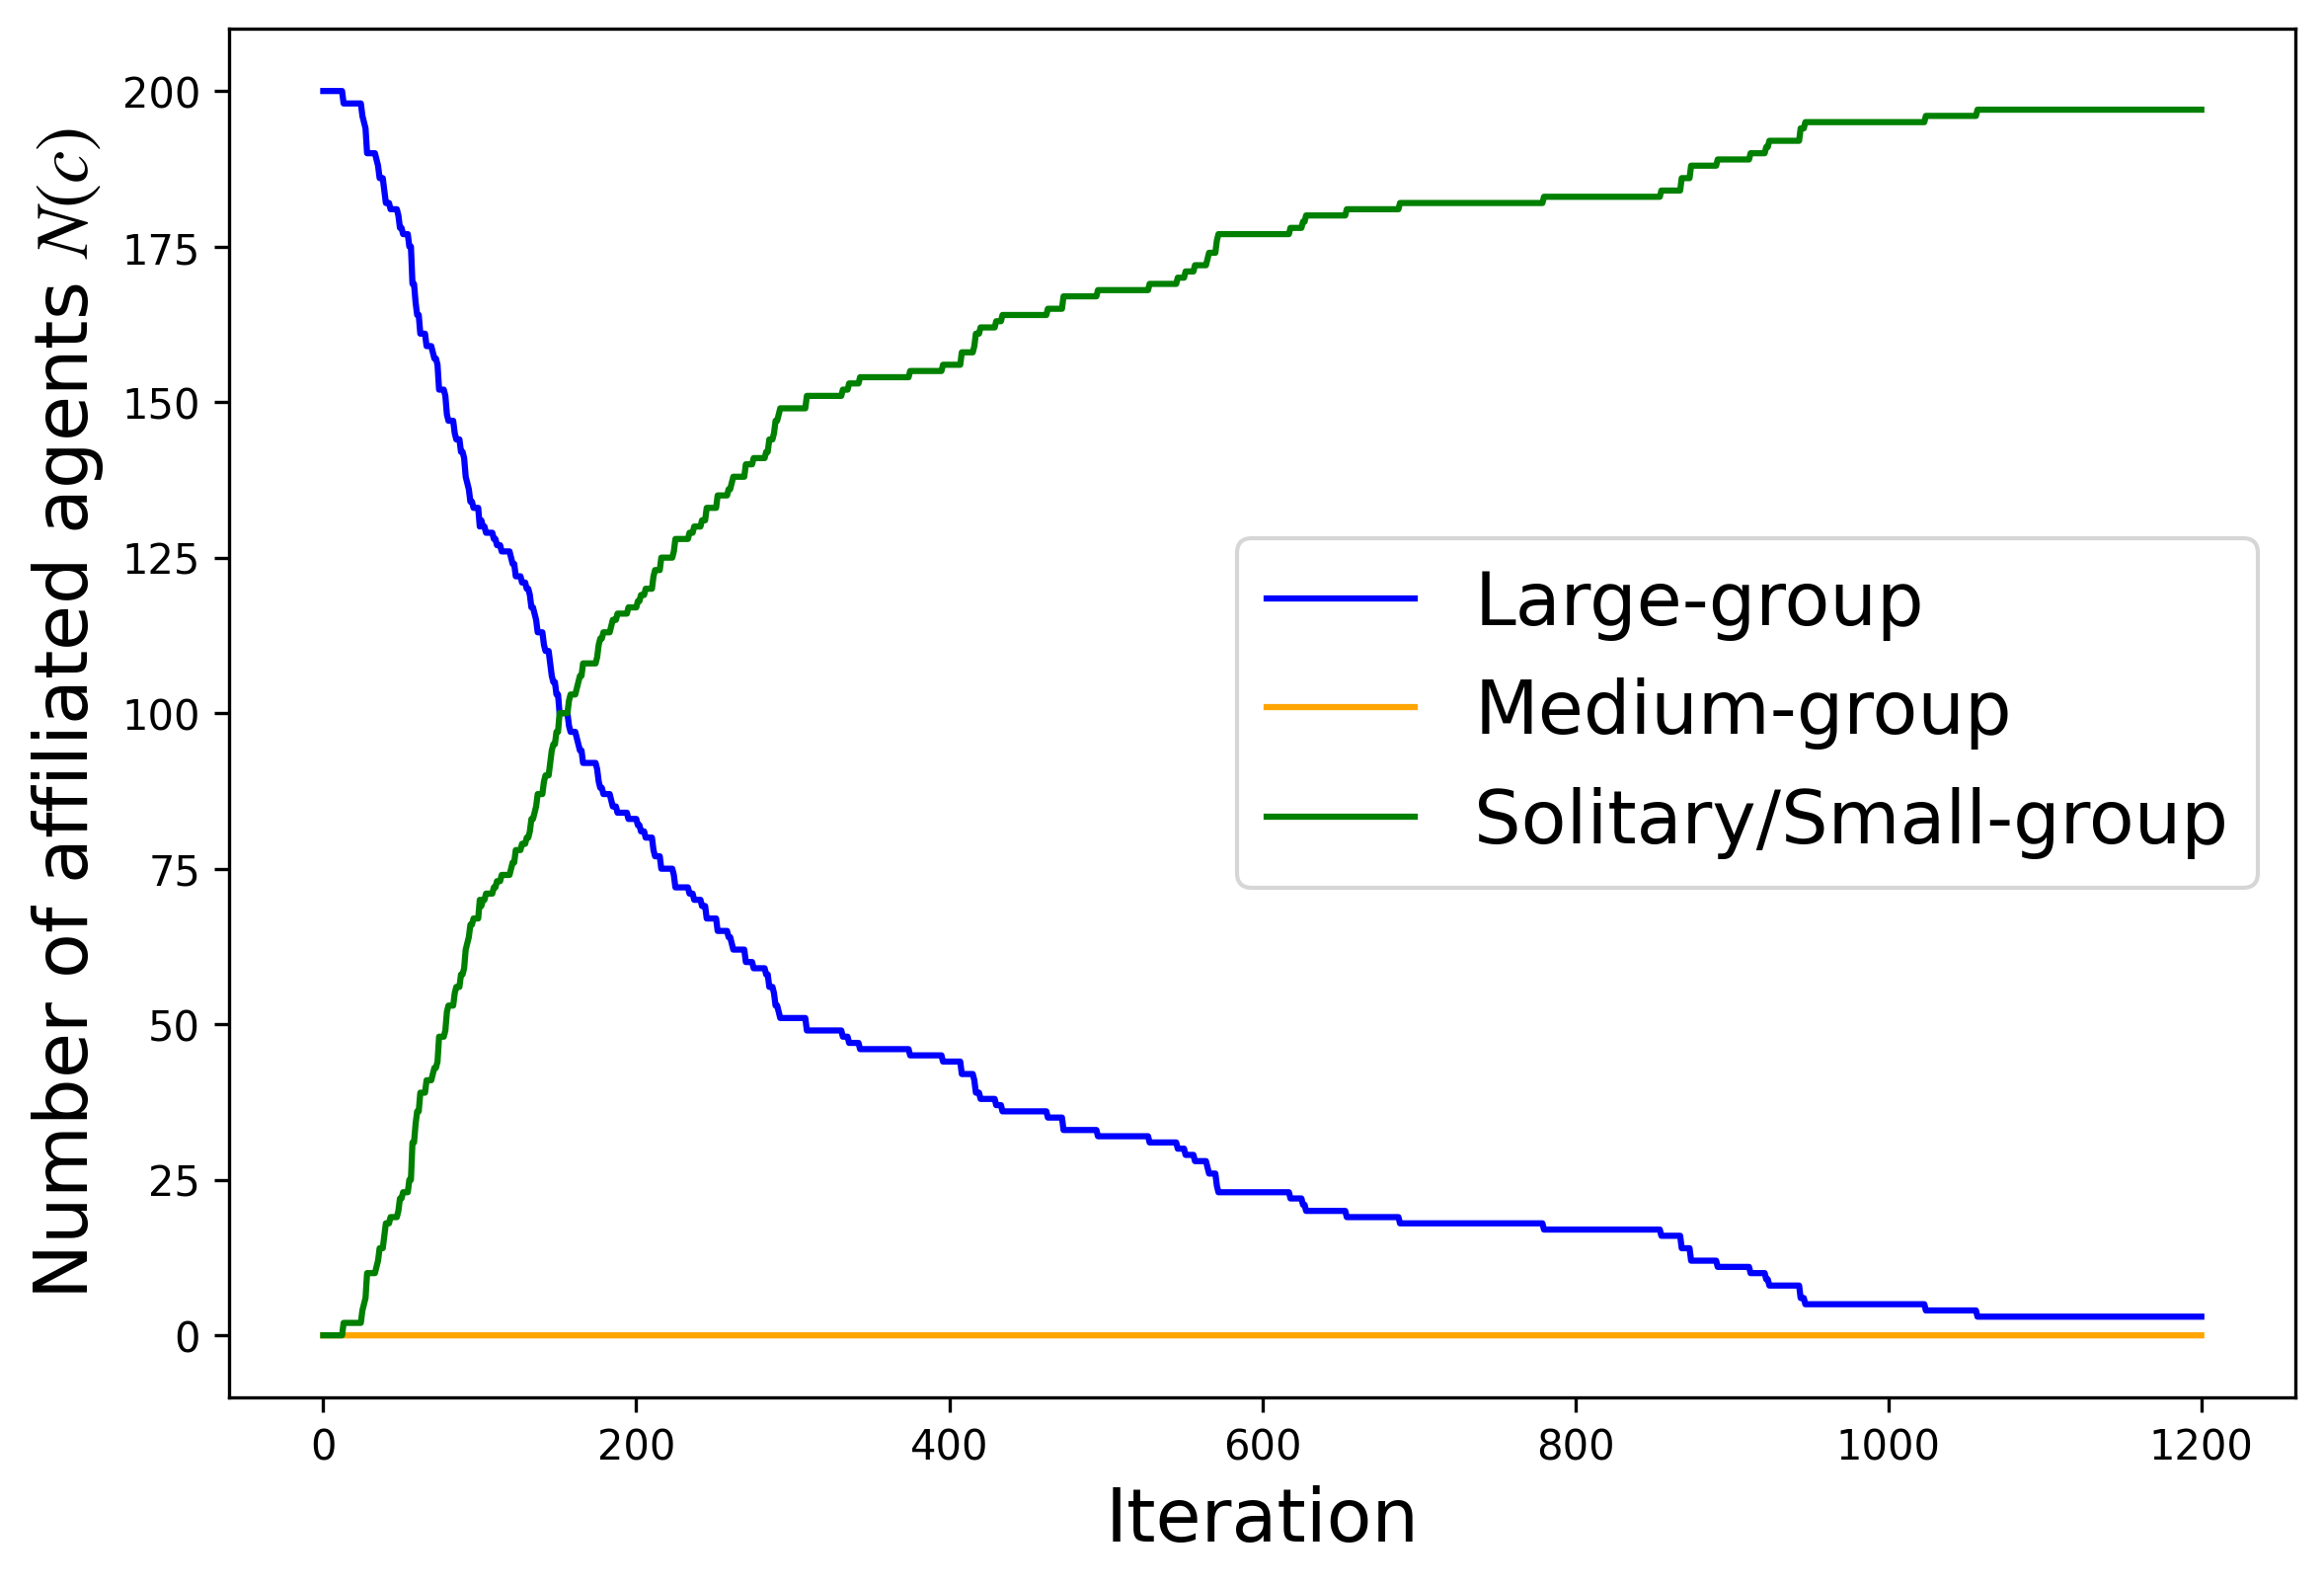 Number of affiliated agents N(c)
200
175
150
125
100
75
50
25
0
Large-group
Medium-group
Solitary/Small-group
0 200 400 600 800 1000 1200
Iteration